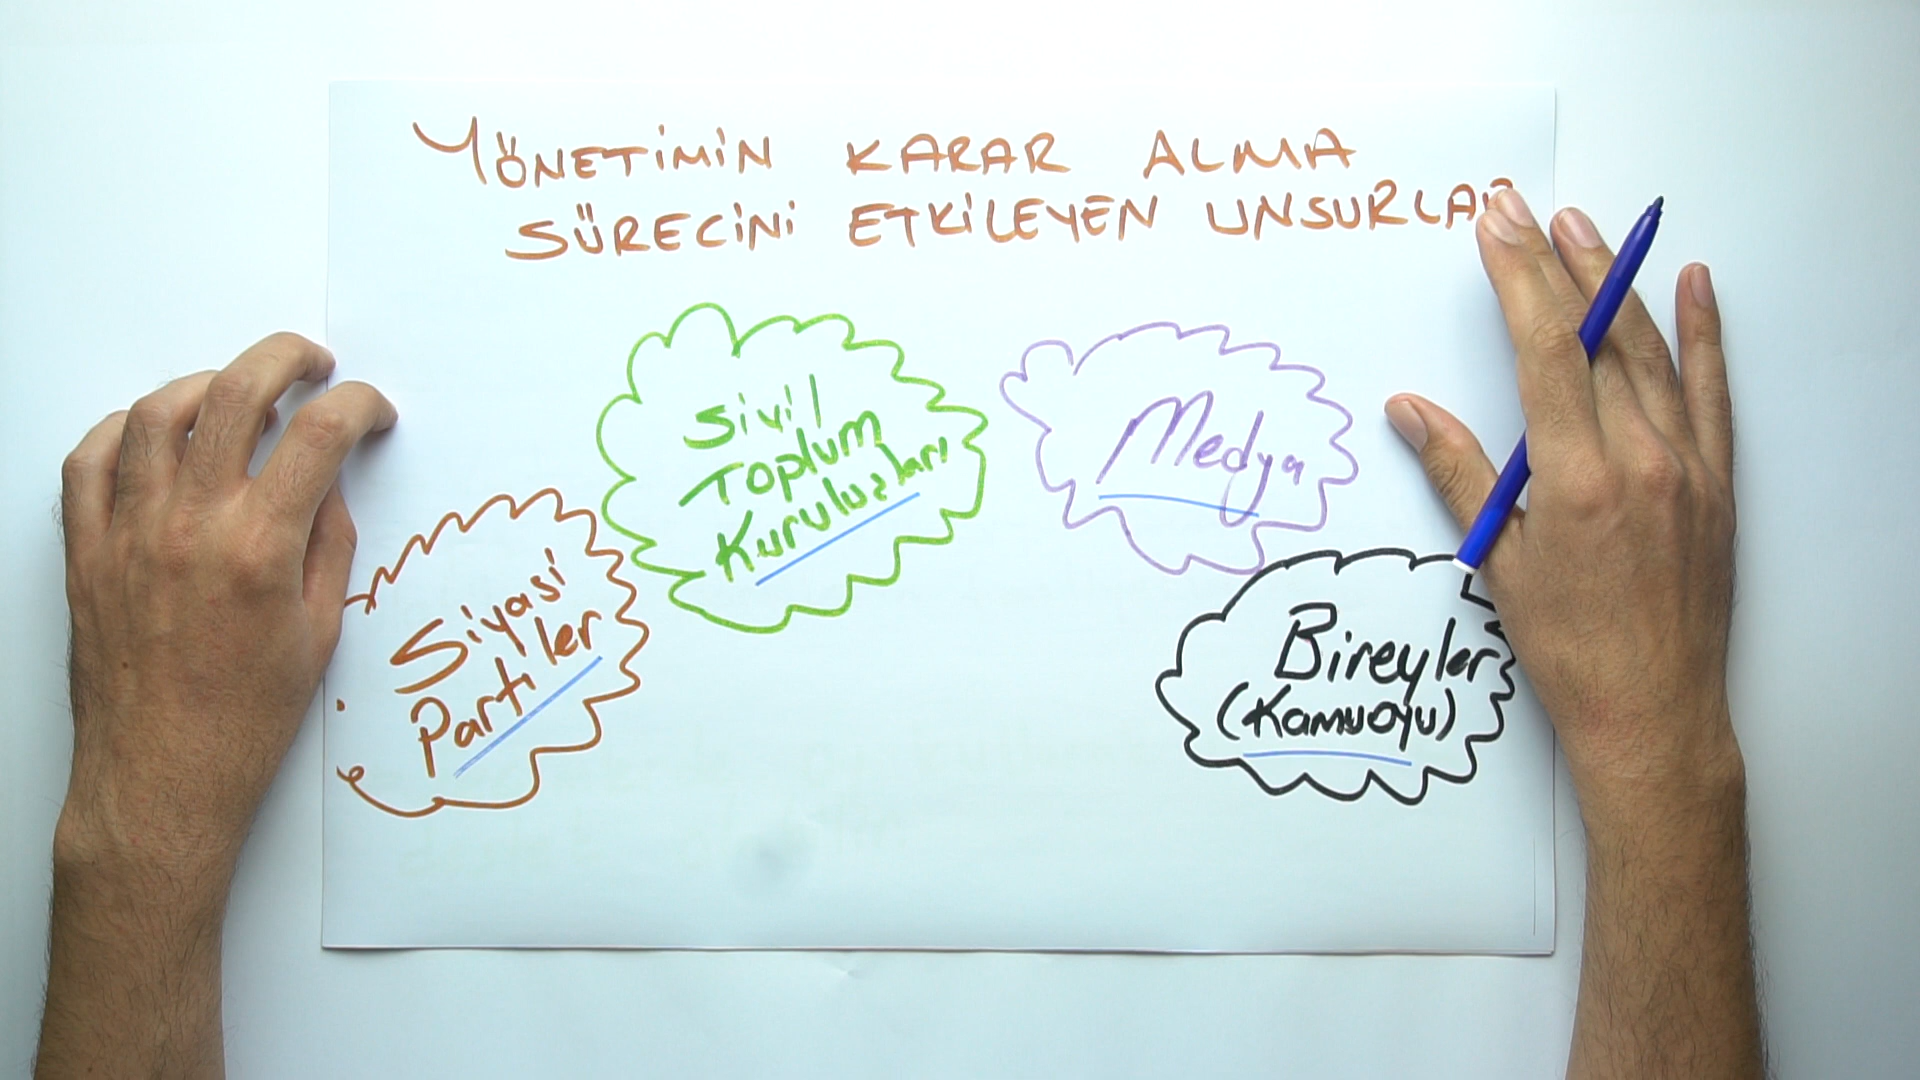 YÖNETİMİN KARAR ALMA
SÜRECİNİ ETKİLEYEN UNSURLAR
Sivil
Toplum
Kuruluşları
Medya
Siyasi
Partiler
Bireyler
(Kamuoyu)